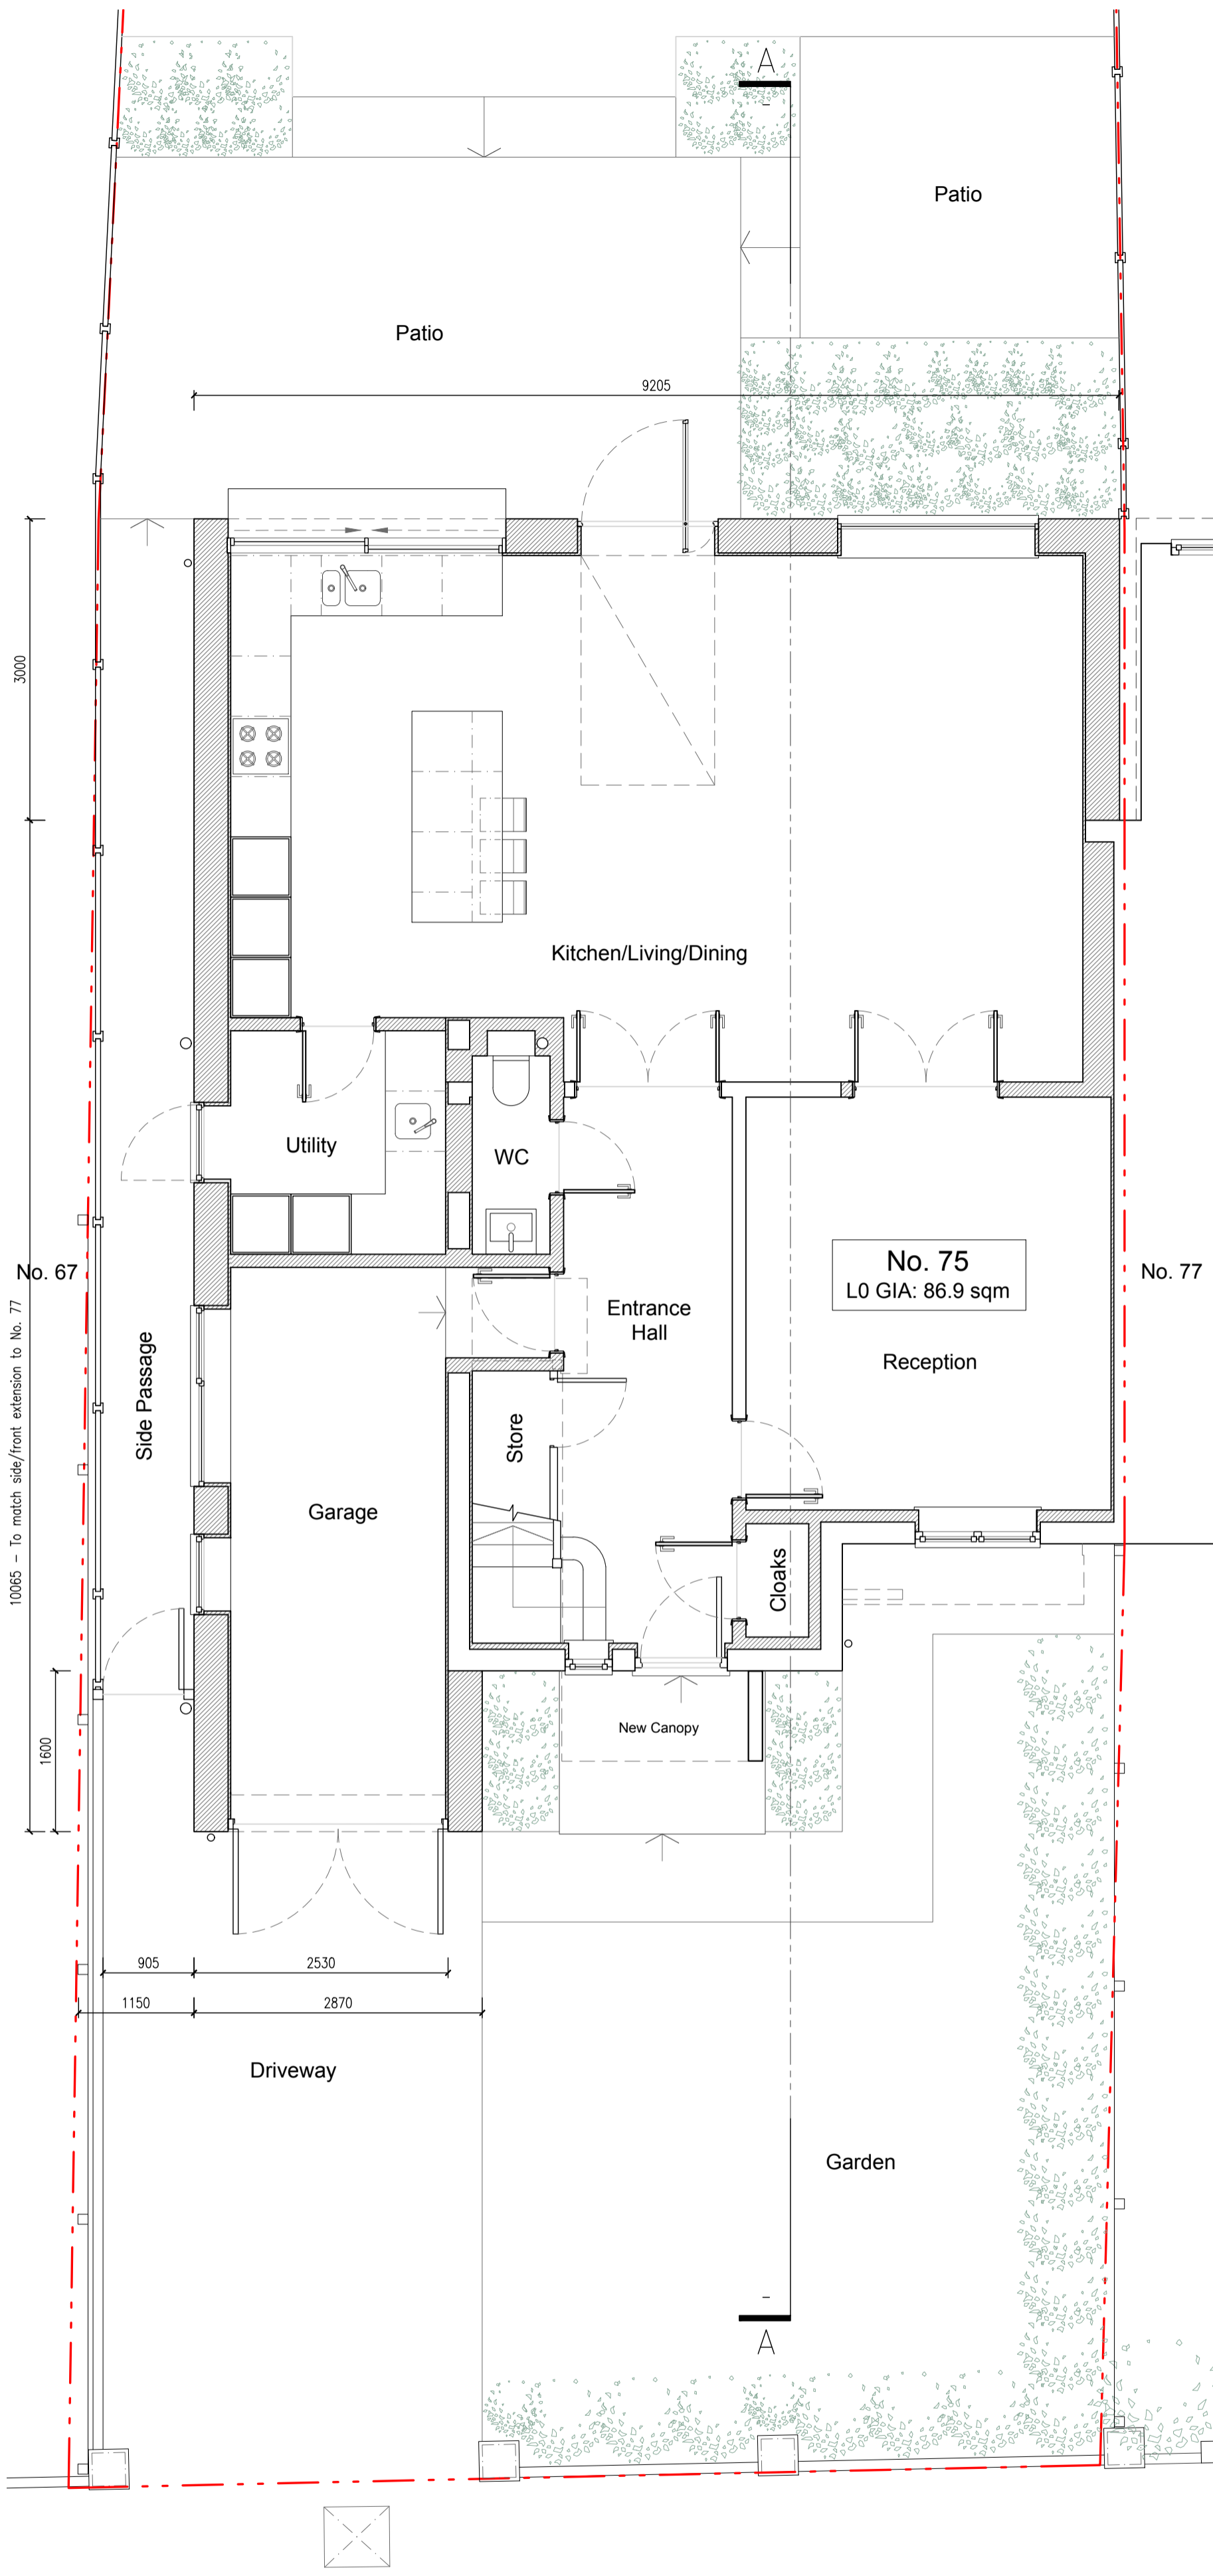 A
Patio
Patio
9205
3000
Kitchen/Living/Dining
Utility
WC
No. 75
L0 GIA: 86.9 sqm
No. 67
No. 77
Entrance
Hall
Reception
Side Passage
10065 – To match side/front extension to No. 77
Store
Garage
Cloaks
New Canopy
1600
905
2530
1150
2870
Driveway
Garden
A